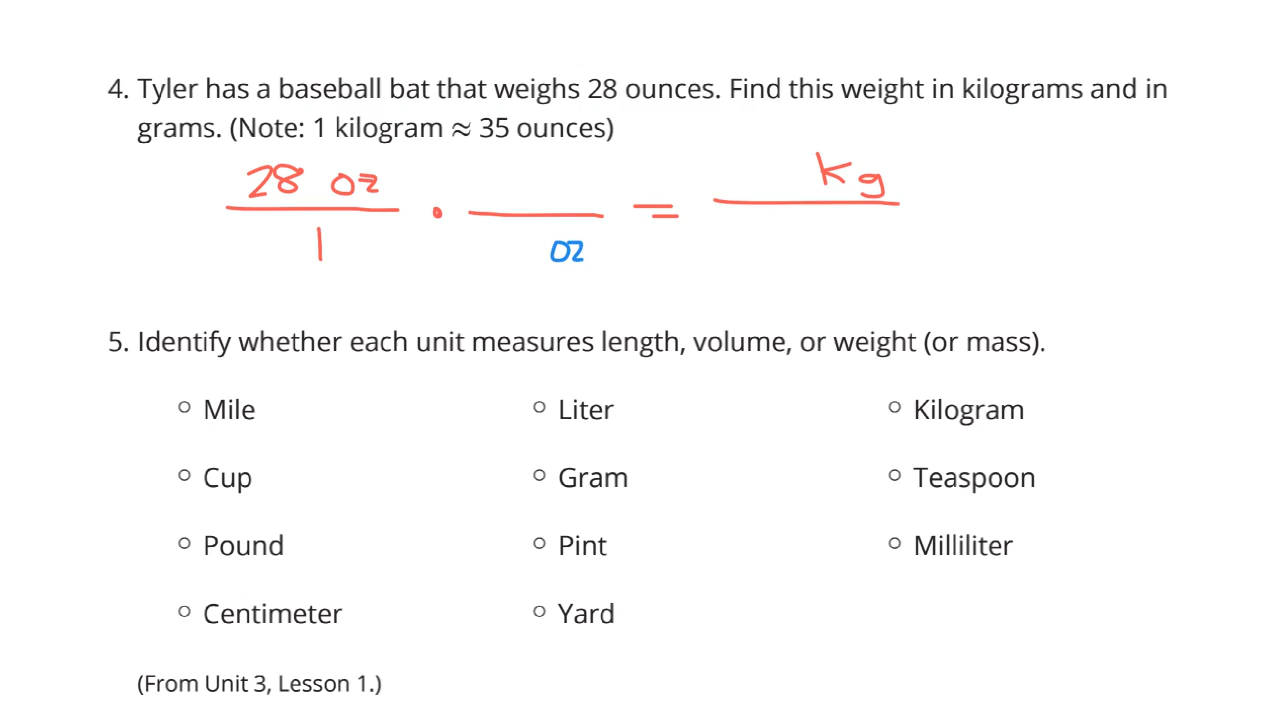 4. Tyler has a baseball bat that weighs 28 ounces. Find this weight in kilograms and in
grams. (Note: 1 kilogram ≈ 35 ounces)
28 oz
1
·
oz
=
kg
5. Identify whether each unit measures length, volume, or weight (or mass).
○ Mile ○ Liter ○ Kilogram
○ Cup ○ Gram ○ Teaspoon
○ Pound ○ Pint ○ Milliliter
○ Centimeter ○ Yard
(From Unit 3, Lesson 1.)